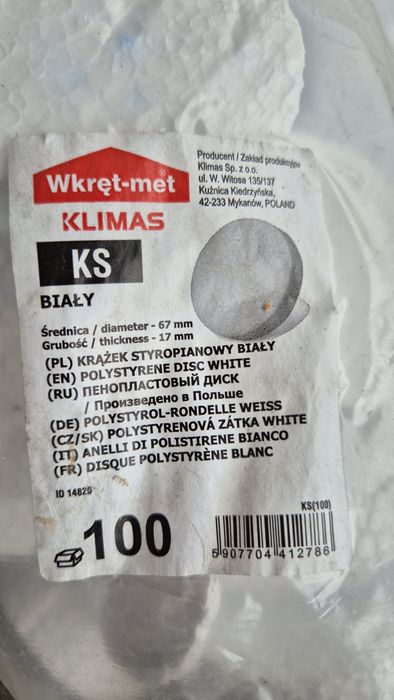 Wkręt-met
KLIMAS
KS
BIAŁY
Producent / Zakład produkcyjny
Klimas Sp. z o.o.
ul. W. Witosa 135/137
Kuźnica Kiedrzyńska,
42-233 Mykanów, POLAND
Średnica / diameter - 67 mm
Grubość / thickness - 17 mm
(PL) KRĄŻEK STYROPIANOWY BIAŁY
(EN) POLYSTYRENE DISC WHITE
(RU) ПЕНОПЛАСТОВЫЙ ДИСК
/ Произведено в Польше
(DE) POLYSTYROL-RONDELLE WEISS
(CZ/SK) POLYSTYRENOVÁ ZÁTKA WHITE
(IT) ANELLI DI POLISTIRENE BIANCO
(FR) DISQUE POLYSTYRÈNE BLANC
ID 14820
100
KS(100)
5 907704 412786